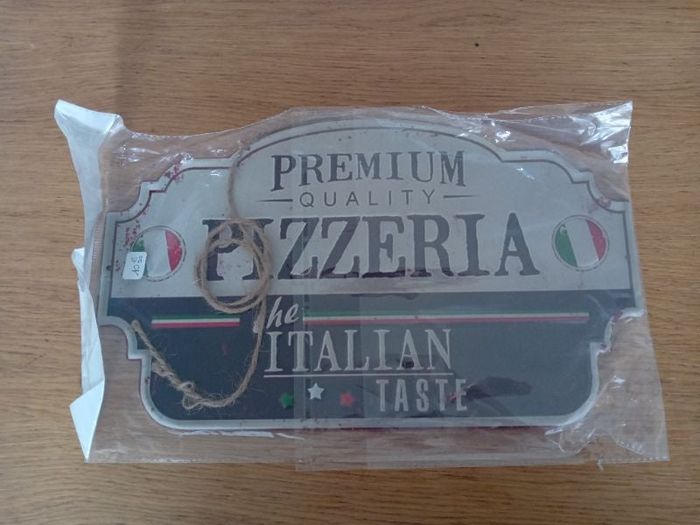 PREMIUM
QUALITY
PIZZERIA
the
ITALIAN
TASTE